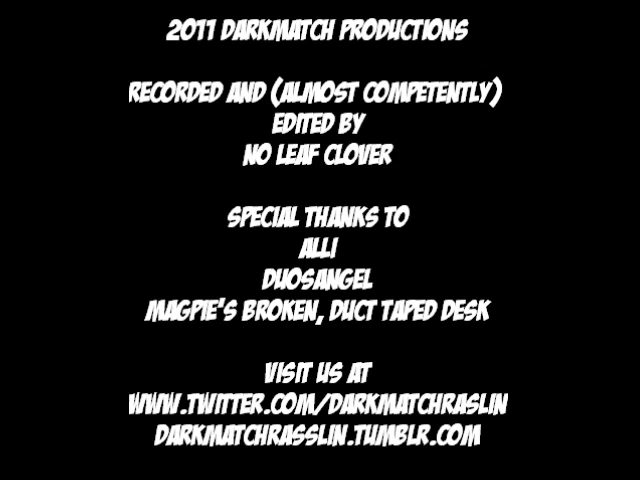 2011 DARKMATCH PRODUCTIONS
RECORDED AND (ALMOST COMPETENTLY)
EDITED BY
NO LEAF CLOVER
SPECIAL THANKS TO
ALLI
DUOSANGEL
MAGPIE'S BROKEN, DUCT TAPED DESK
VISIT US AT
WWW.TWITTER.COM/DARKMATCHRASLIN
DARKMATCHRASSLIN.TUMBLR.COM